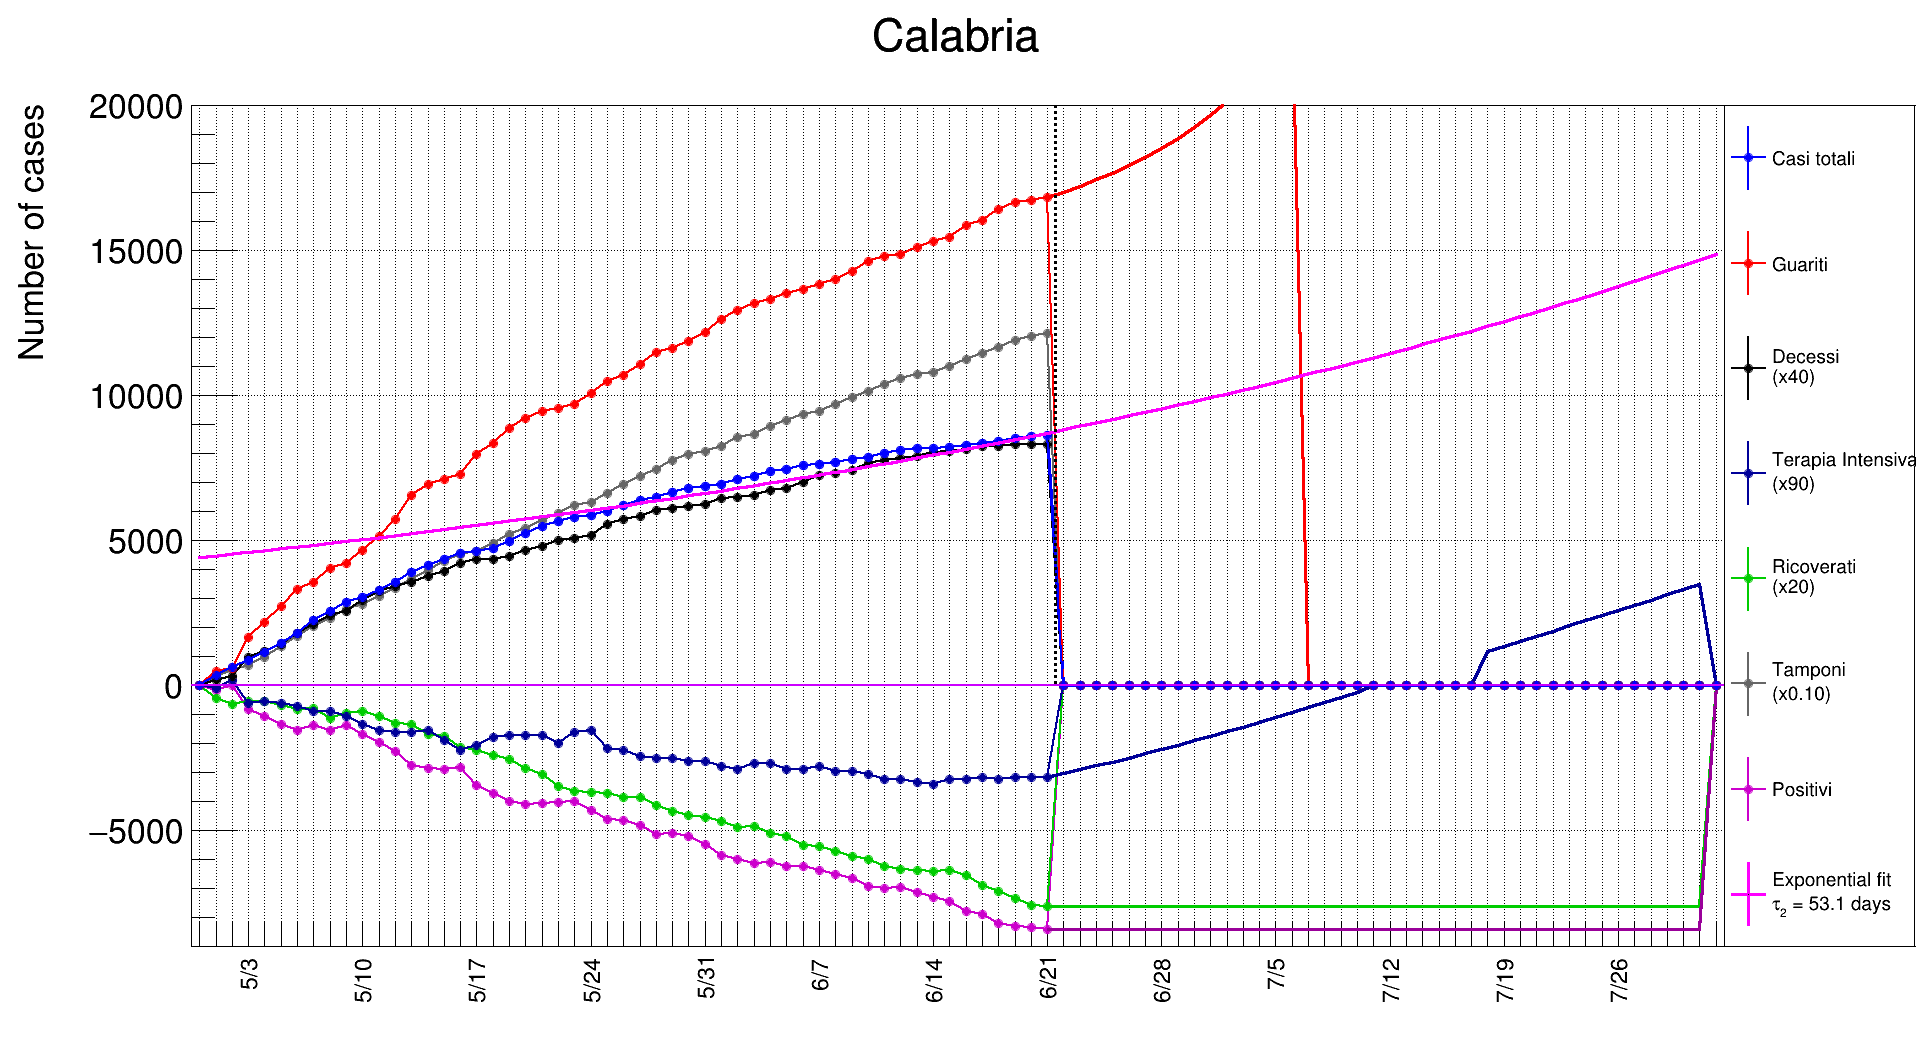 Calabria
Number of cases
20000
15000
10000
5000
0
−5000
5/3
5/10
5/17
5/24
5/31
6/7
6/14
6/21
6/28
7/5
7/12
7/19
7/26
Casi totali
Guariti
Decessi
(x40)
Terapia Intensiva
(x90)
Ricoverati
(x20)
Tamponi
(x0.10)
Positivi
Exponential fit
τ2 = 53.1 days